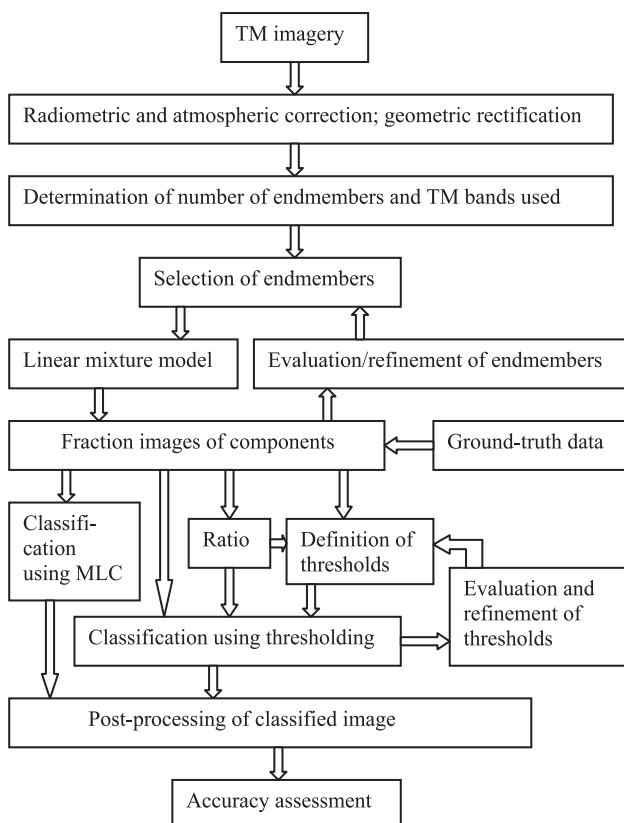 TM imagery
Radiometric and atmospheric correction; geometric rectification
Determination of number of endmembers and TM bands used
Selection of endmembers
Linear mixture model
Evaluation/refinement of endmembers
Fraction images of components
Ground-truth data
Classifi-
cation
using MLC
Ratio
Definition of
thresholds
Evaluation and
refinement of
thresholds
Classification using thresholding
Post-processing of classified image
Accuracy assessment